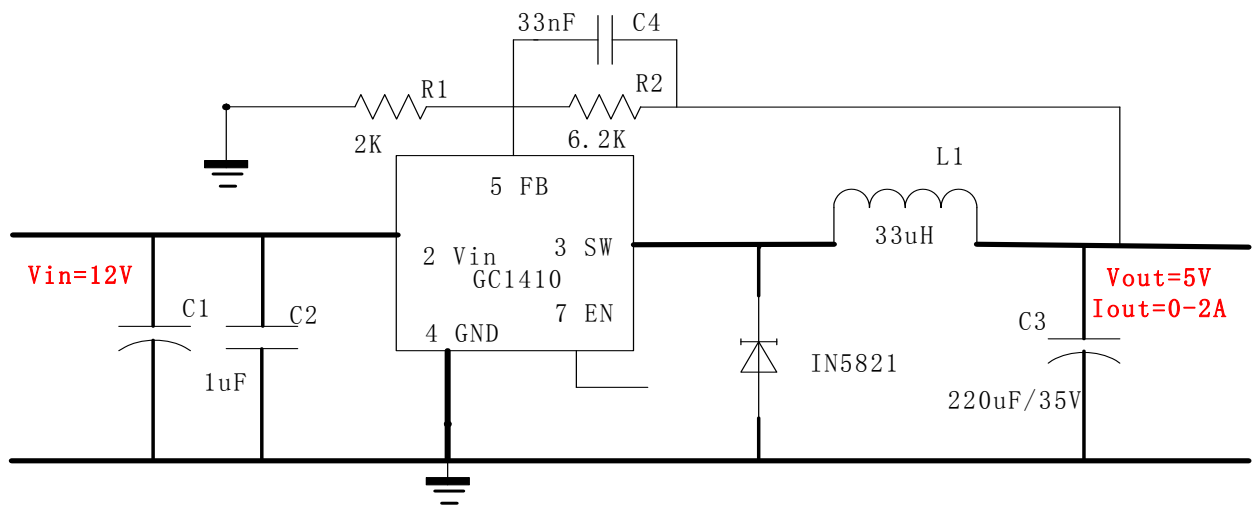 33nF C4
R1
R2
2K
6.2K
5 FB
L1
33uH
2 Vin
3 SW
GC1410
7 EN
4 GND
Vin=12V
C1
C2
1uF
IN5821
Vout=5V
Iout=0-2A
C3
220uF/35V